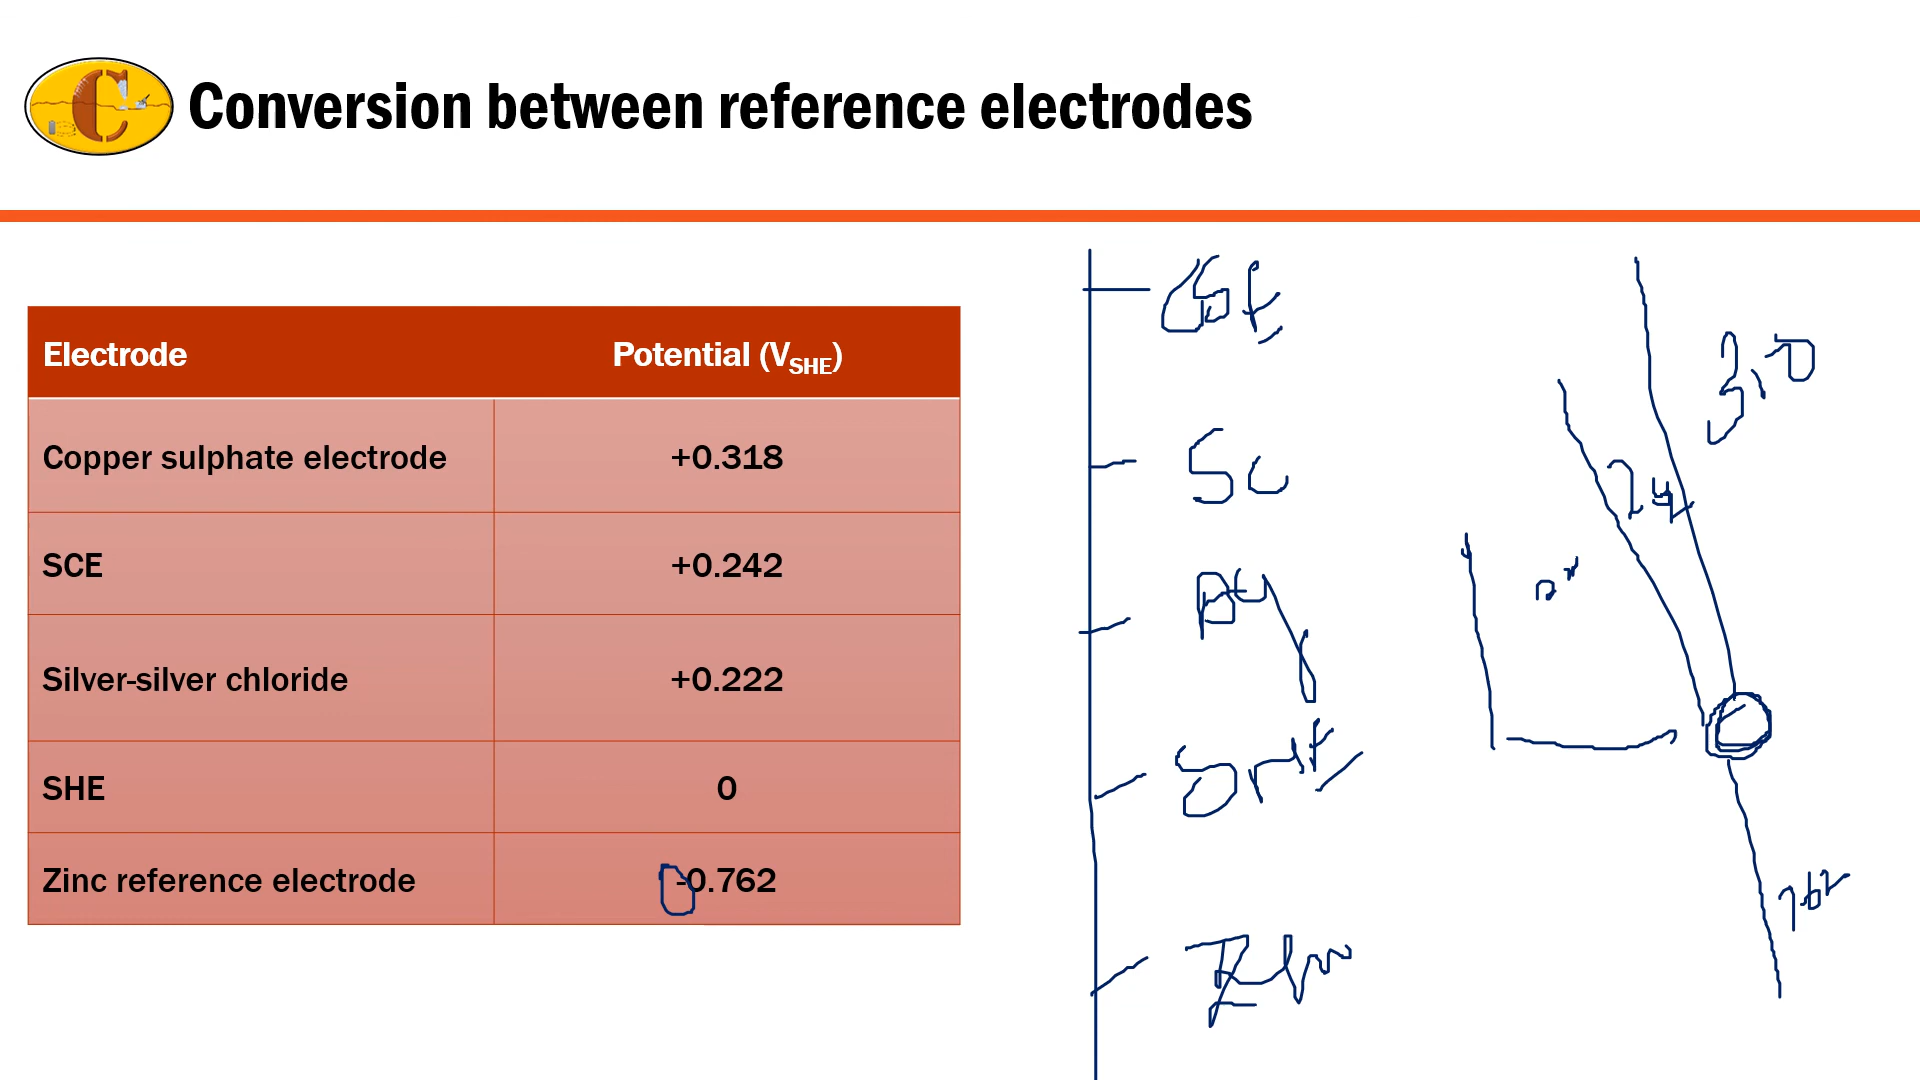 Conversion between reference electrodes
Electrode Potential (VSHE)
Copper sulphate electrode +0.318
SCE +0.242
Silver-silver chloride +0.222
SHE 0
Zinc reference electrode -0.762
Sc
24
762